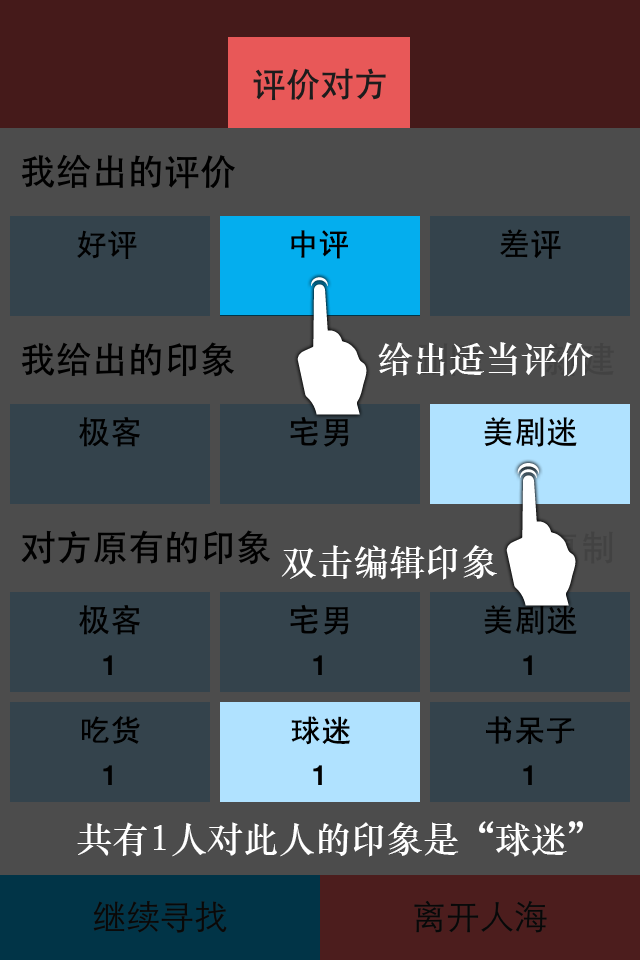 评价对方
我给出的评价
好评 中评 差评
我给出的印象 建
给出适当评价
极客 宅男 美剧迷
对方原有的印象 制
双击编辑印象
极客 宅男 美剧迷
1 1 1
吃货 球迷 书呆子
1 1 1
共有1人对此人的印象是“球迷”
继续寻找 离开人海